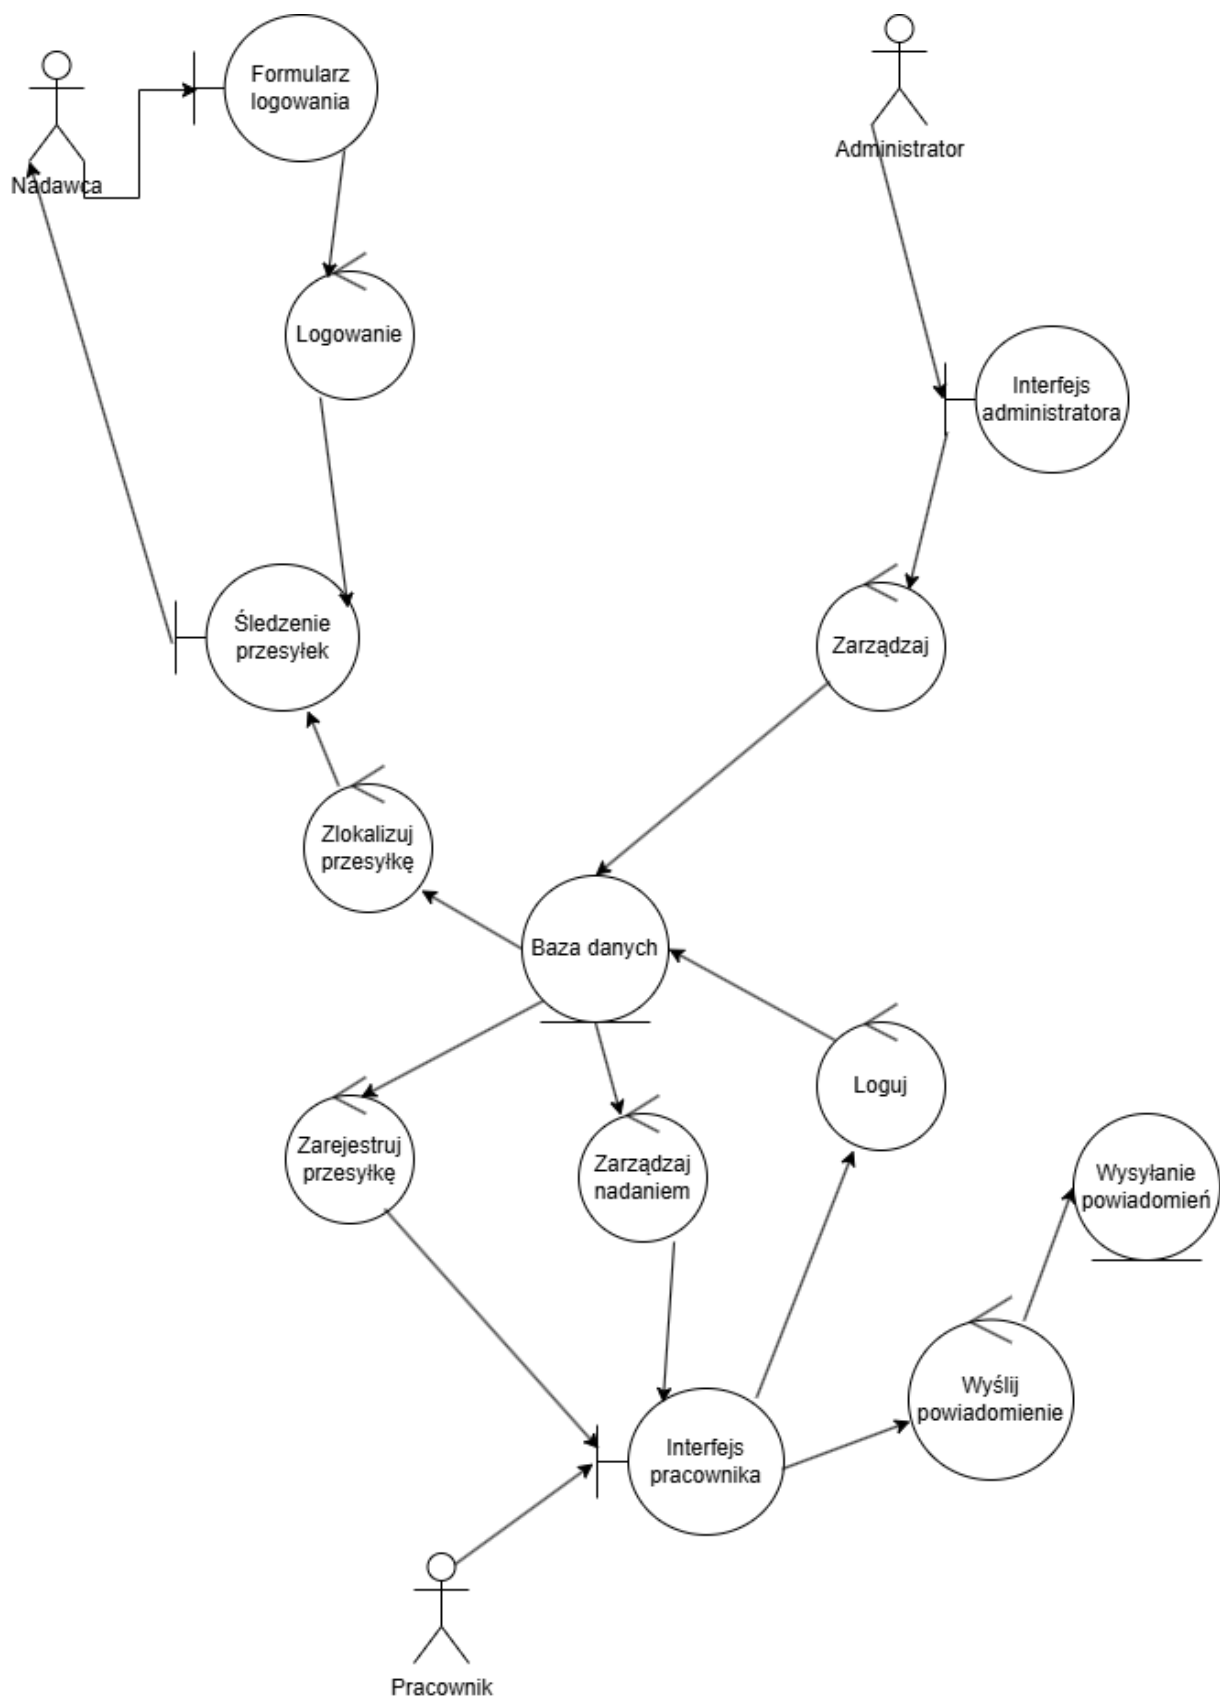 Formularz
logowania
Nadawca
Administrator
Logowanie
Interfejs
administratora
Śledzenie
przesyłek
Zarządzaj
Zlokalizuj
przesyłkę
Baza danych
Loguj
Zarejestruj
przesyłkę
Zarządzaj
nadaniem
Wysyłanie
powiadomień
Wyślij
powiadomienie
Interfejs
pracownika
Pracownik